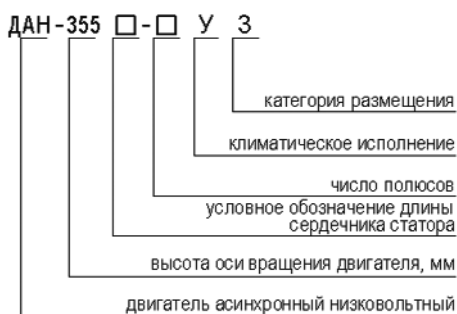 ДАН-355 □-□ У 3
категория размещения
климатическое исполнение
число полюсов
условное обозначение длины
сердечника статора
высота оси вращения двигателя, мм
двигатель асинхронный низковольтный